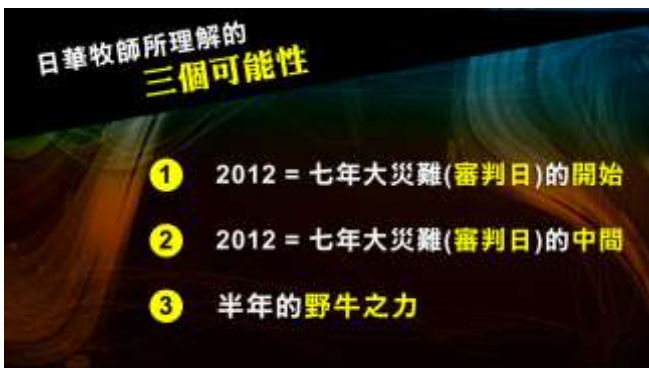 日華牧師所理解的
三個可能性
1 2012 = 七年大災難(審判日)的開始
2 2012 = 七年大災難(審判日)的中間
3 半年的野牛之力